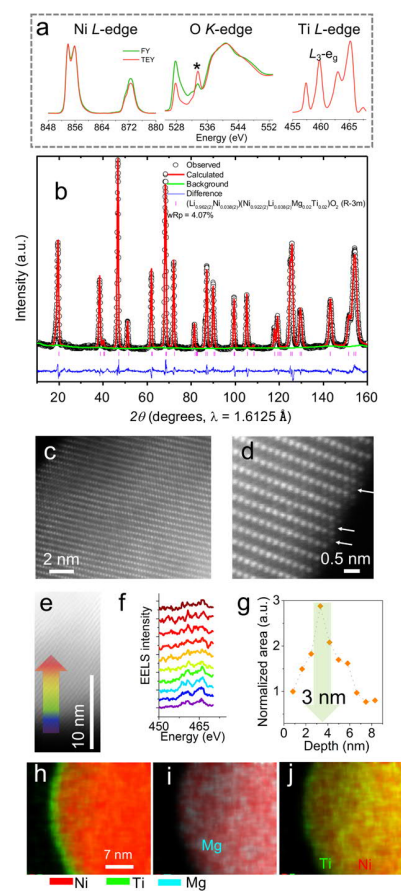 a
Ni L-edge
O K-edge
Ti L-edge
FY
TEY
*
L3-eg
848 856 864 872 880
528 536 544 552
455 460 465
Energy (eV)
b
Observed
Calculated
Background
Difference
(Li0.962(2)Ni0.038(2))(Ni0.922(2)Li0.038(2)Mg0.02Ti0.02)O2 (R-3m)
wRp = 4.07%
Intensity (a.u.)
20 40 60 80 100 120 140 160
2θ (degrees, λ = 1.6125 Å)
c
2 nm
d
0.5 nm
e
10 nm
f
EELS intensity
450 465
Energy (eV)
g
Normalized area (a.u.)
3
2
1
3 nm
0 2 4 6 8
Depth (nm)
h
7 nm
i
Mg
j
Ti
Ni
Ni Ti Mg